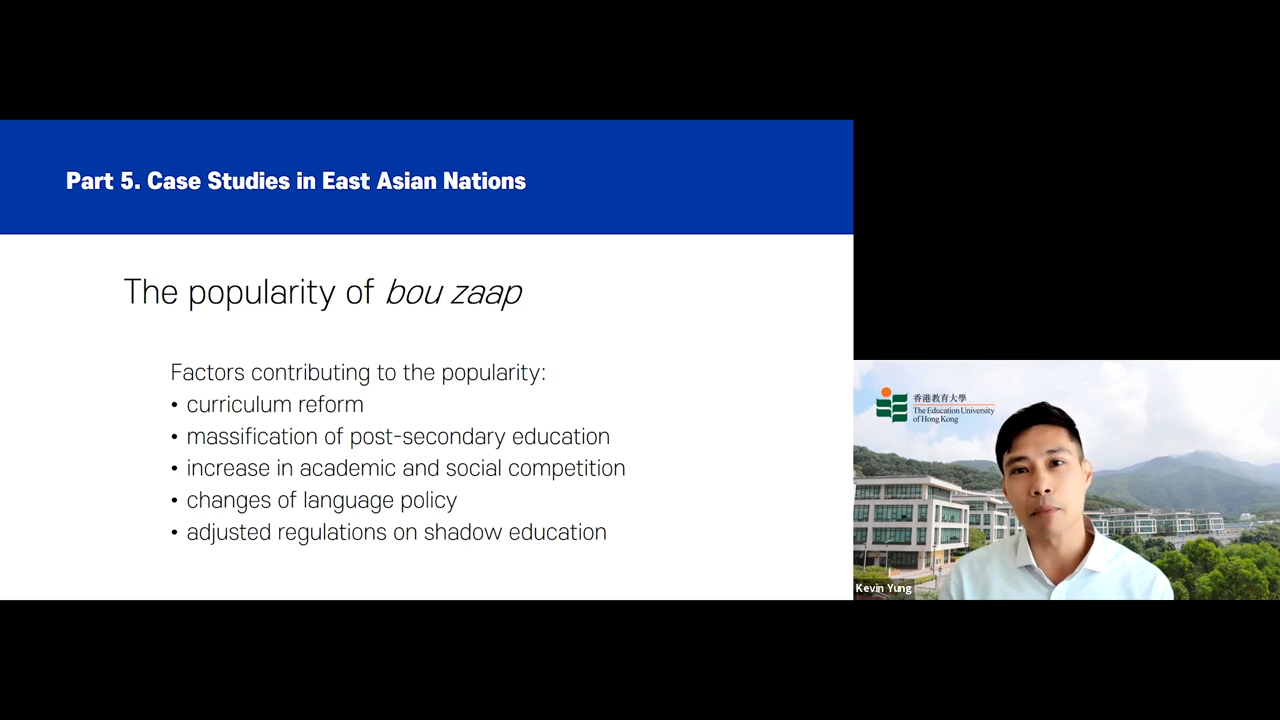 Part 5. Case Studies in East Asian Nations
The popularity of bou zaap
Factors contributing to the popularity:
• curriculum reform
• massification of post-secondary education
• increase in academic and social competition
• changes of language policy
• adjusted regulations on shadow education
香港教育大學
The Education University
of Hong Kong
Kevin Yung